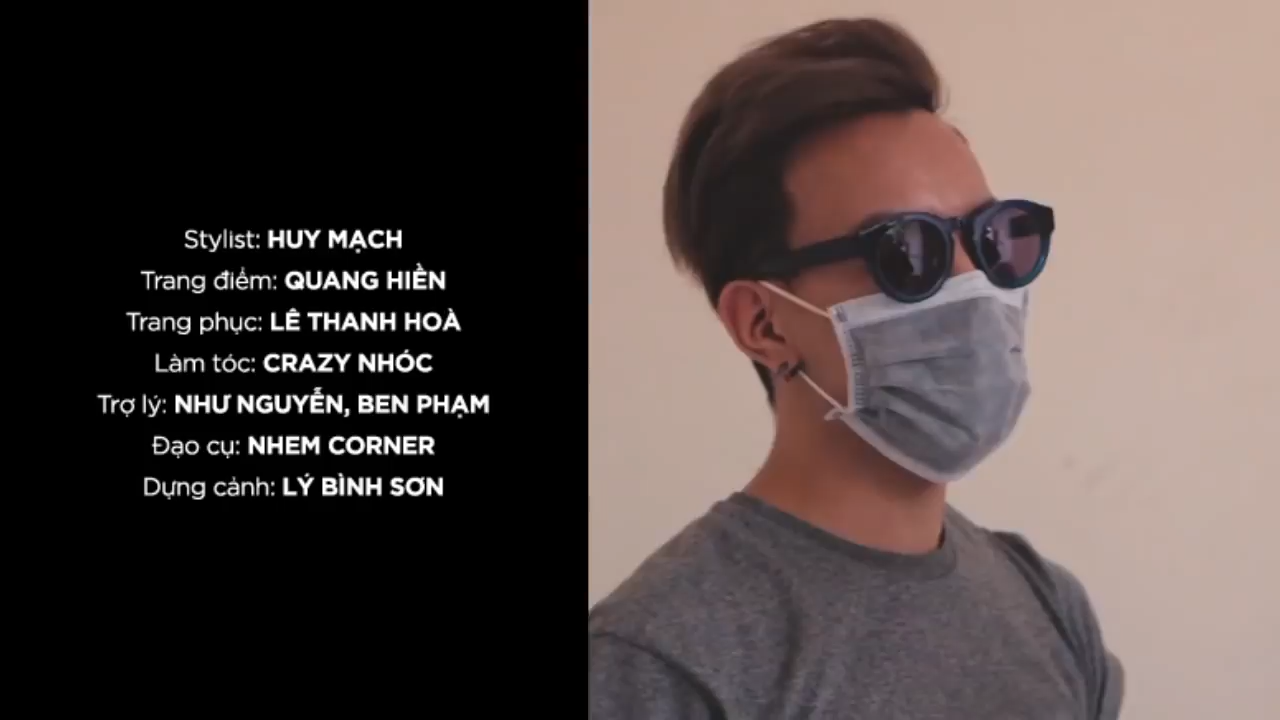 Stylist: HUY MẠCH
Trang điểm: QUANG HIỀN
Trang phục: LÊ THANH HOÀ
Làm tóc: CRAZY NHÓC
Trợ lý: NHƯ NGUYỄN, BEN PHẠM
Đạo cụ: NHEM CORNER
Dựng cảnh: LÝ BÌNH SƠN